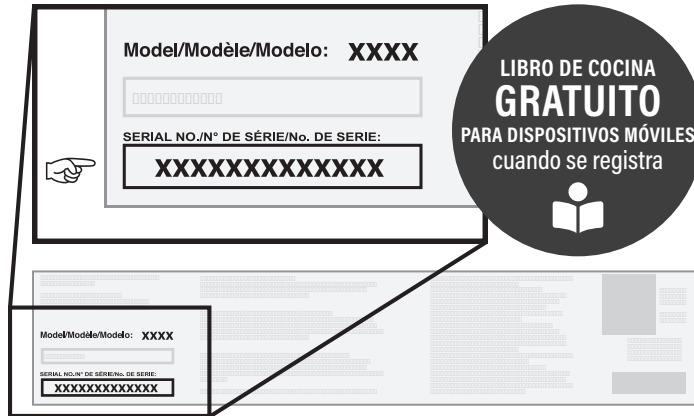 Model/Modèle/Modelo: XXXX
SERIAL NO./N° DE SÉRIE/No. DE SERIE:
XXXXXXXXXXXXX
LIBRO DE COCINA
GRATUITO
PARA DISPOSITIVOS MÓVILES
cuando se registra
Model/Modèle/Modelo: XXXX
SERIAL NO./N° DE SÉRIE/No. DE SERIE:
XXXXXXXXXXXXX